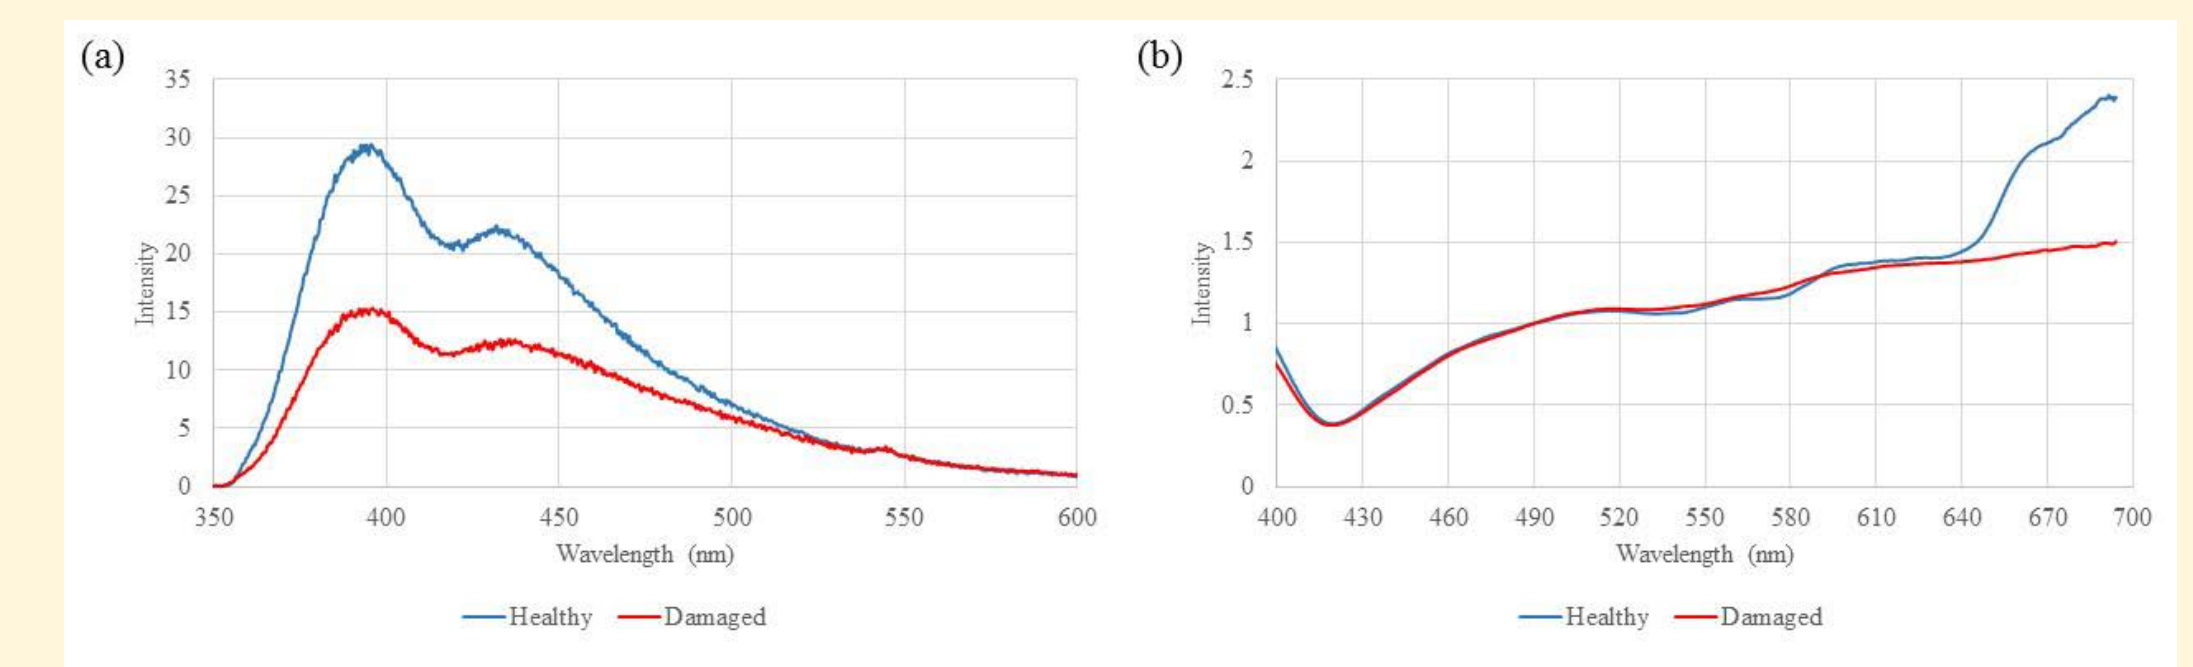 (a)
35
30
25
20
15
10
5
0
Intensity
350 400 450 500 550 600
Wavelength (nm)
Healthy Damaged
(b)
2.5
2
1.5
1
0.5
0
Intensity
400 430 460 490 520 550 580 610 640 670 700
Wavelength (nm)
Healthy Damaged